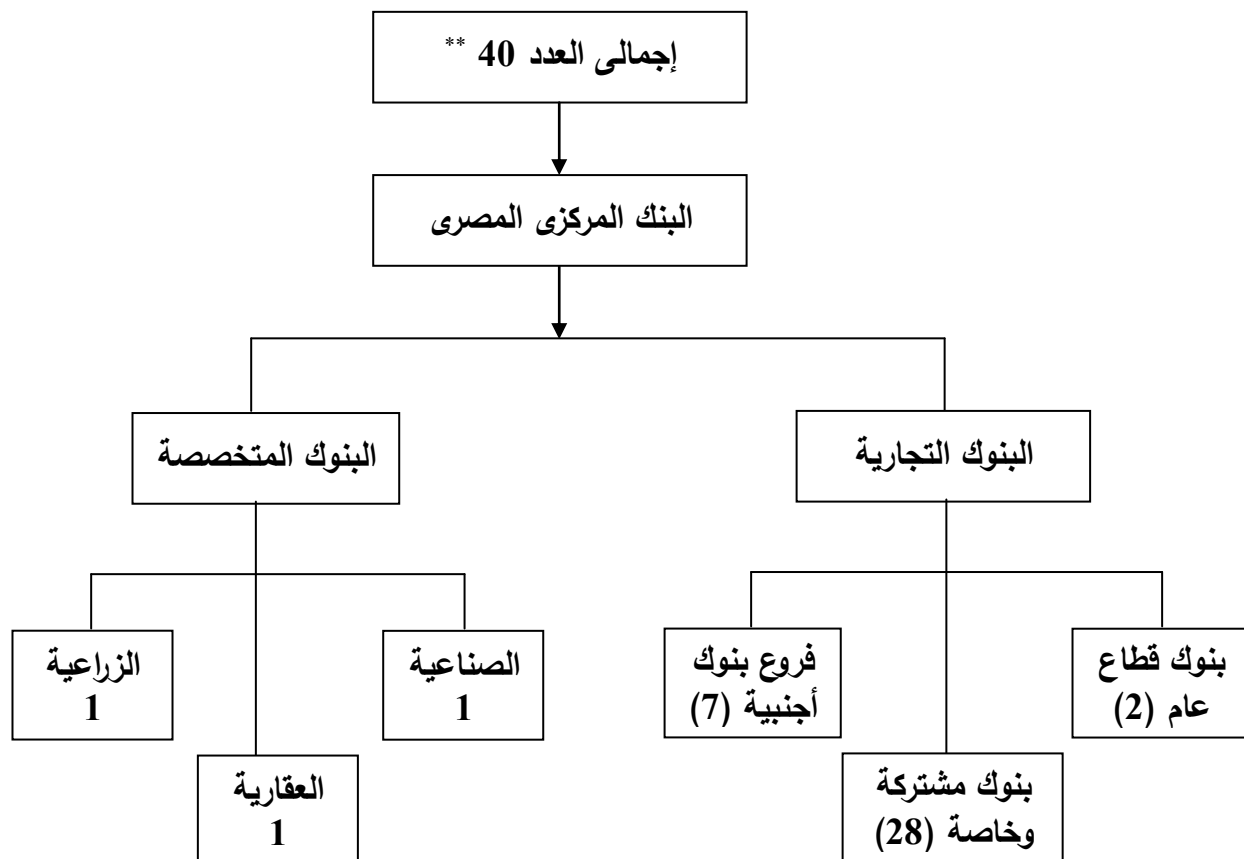 إجمالى العدد 40 **
البنك المركزى المصرى
البنوك التجارية
البنوك المتخصصة
بنوك قطاع
عام (2)
بنوك مشتركة
وخاصة (28)
فروع بنوك
أجنبية (7)
الصناعية
1
العقارية
1
الزراعية
1